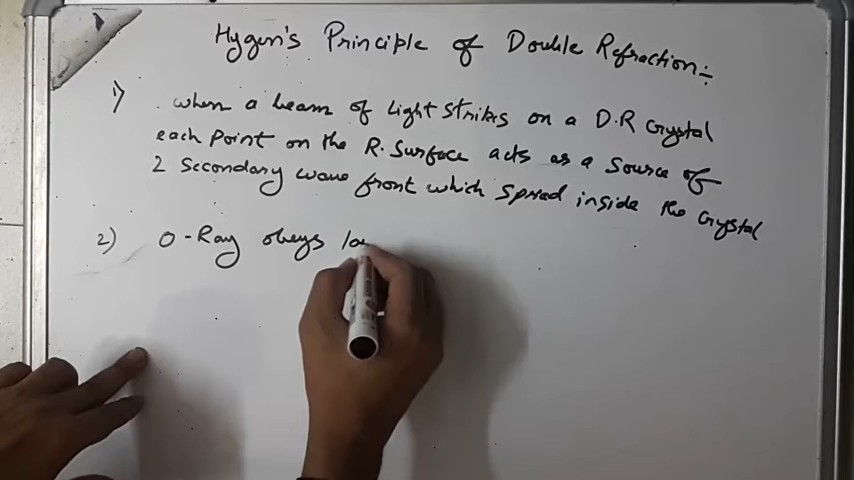 Hygen's Principle of Double Refraction:-
1) when a beam of Light Strikes on a D.R Crystal
each Point on the R.Surface acts as a Source of
2 Secondary wave front which spread inside the Crystal
2) O-Ray obeys la